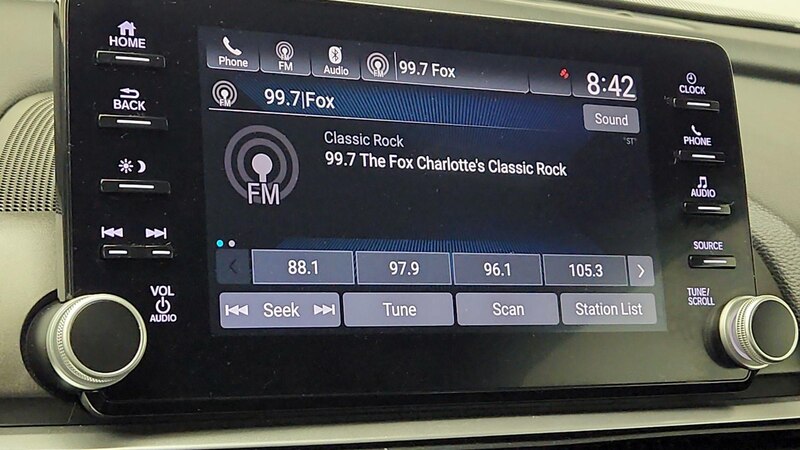 HOME
BACK
VOL
AUDIO
Phone
FM
Audio
99.7 Fox
8:42
99.7|Fox
Sound
Classic Rock
"ST"
99.7 The Fox Charlotte's Classic Rock
FM
88.1
97.9
96.1
105.3
Seek
Tune
Scan
Station List
CLOCK
PHONE
AUDIO
SOURCE
TUNE/
SCROLL